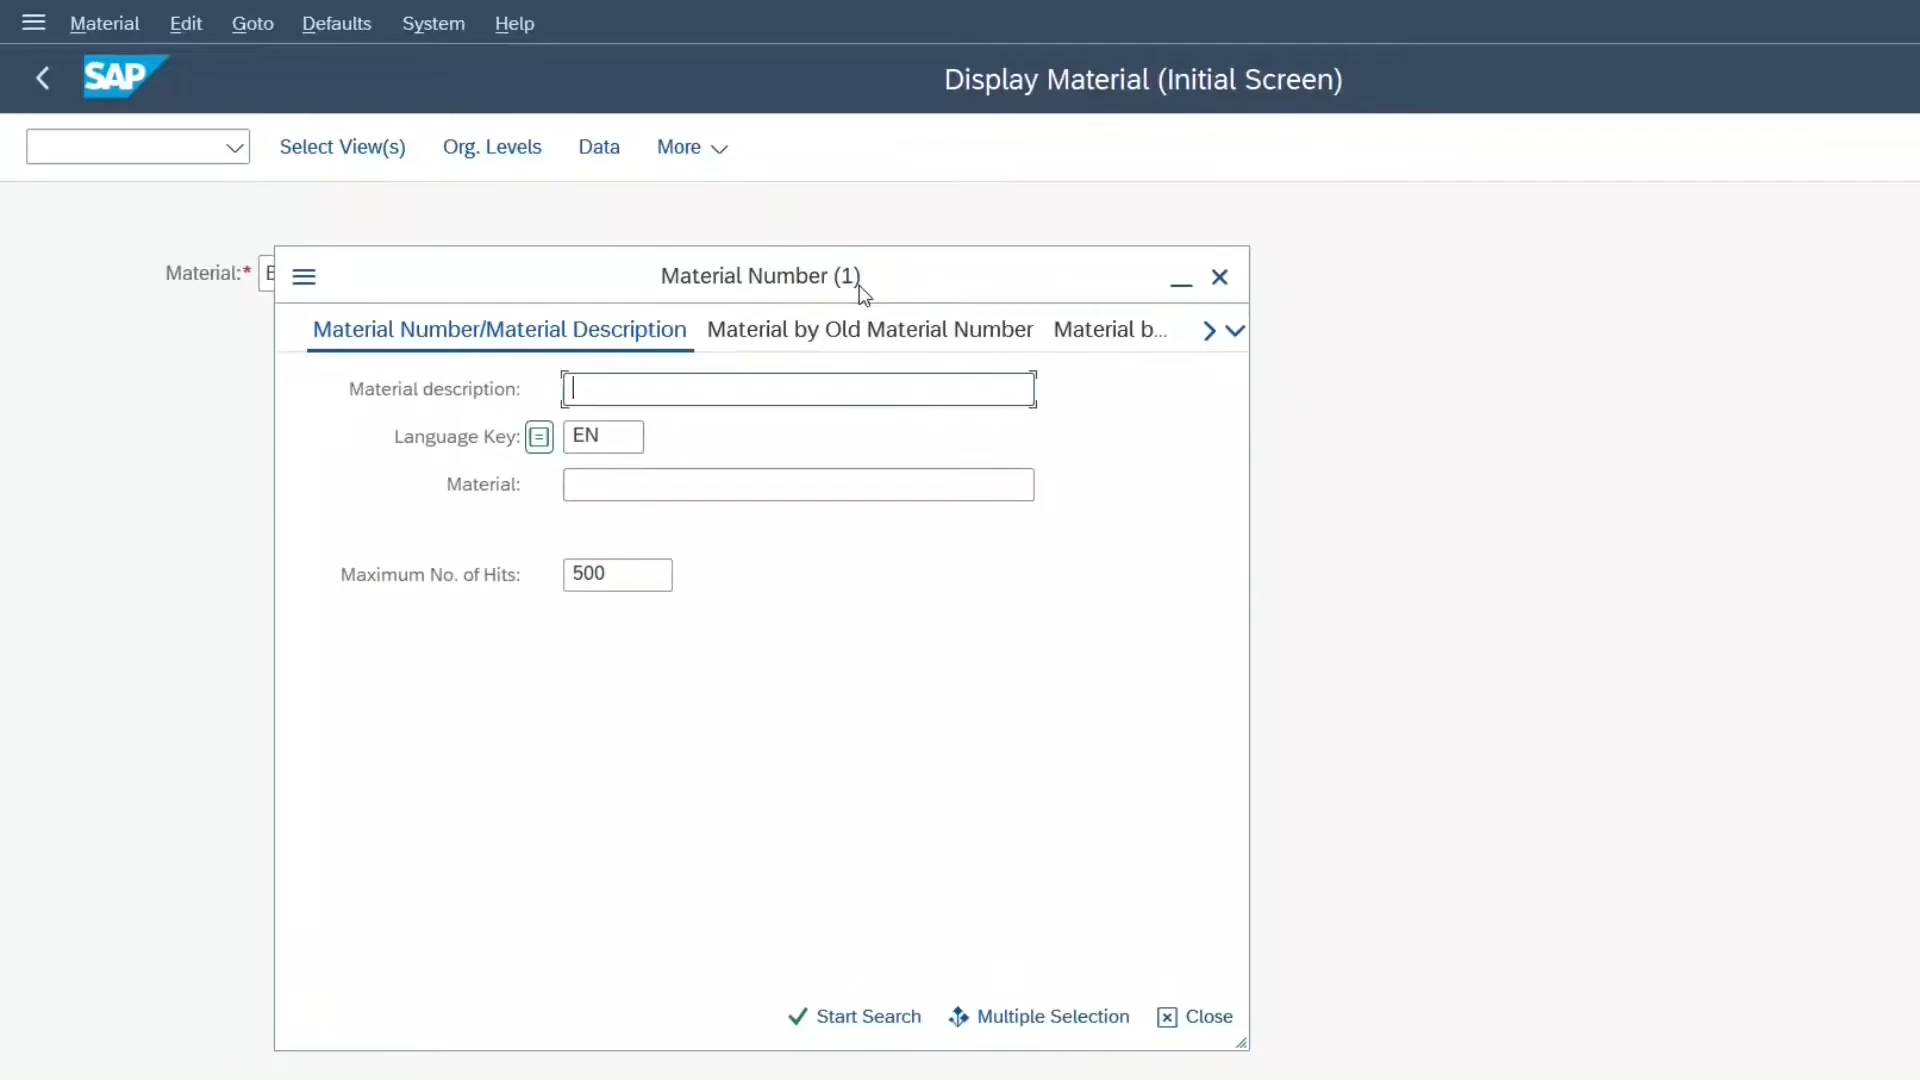 Material Edit Goto Defaults System Help
SAP Display Material (Initial Screen)
Select View(s) Org. Levels Data More
Material:* E
Material Number (1)
Material Number/Material Description Material by Old Material Number Material b...
Material description:
Language Key: EN
Material:
Maximum No. of Hits: 500
Start Search Multiple Selection Close